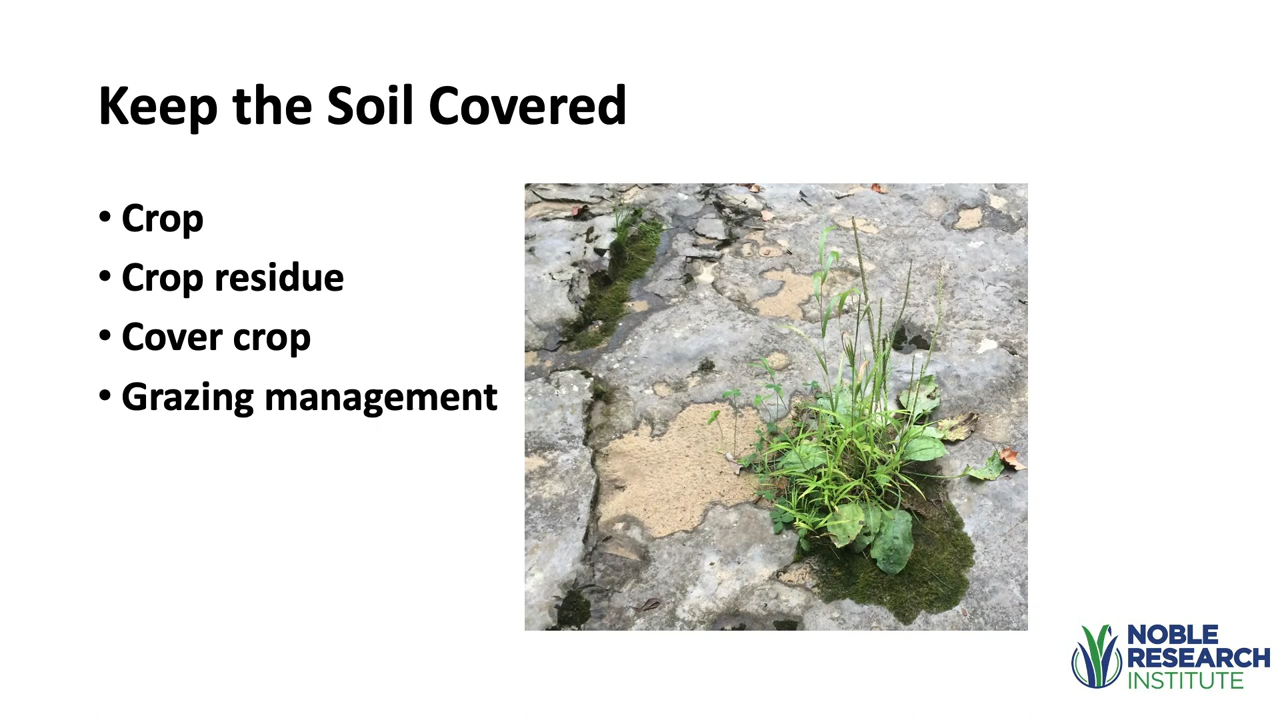 Keep the Soil Covered
• Crop
• Crop residue
• Cover crop
• Grazing management
NOBLE
RESEARCH
INSTITUTE